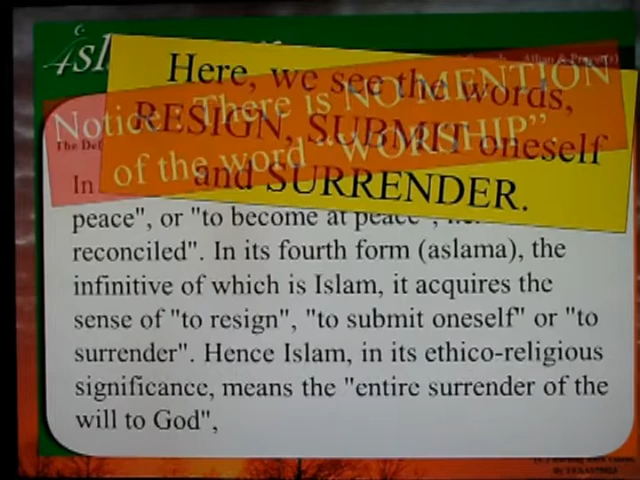 Here, we see the words,
RESIGN, SUBMIT oneself
and SURRENDER.
Notice: There is NO MENTION
of the word "WORSHIP".
In
peace", or "to become at peace",
reconciled". In its fourth form (aslama), the
infinitive of which is Islam, it acquires the
sense of "to resign", "to submit oneself" or "to
surrender". Hence Islam, in its ethico-religious
significance, means the "entire surrender of the
will to God",